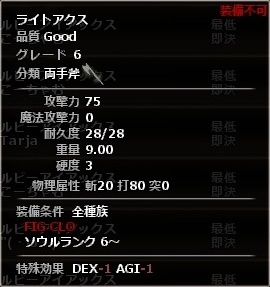 装備不可
ライトアクス
品質 Good
グレード 6
分類 両手斧
攻撃力 75
魔法攻撃力 0
耐久度 28/28
重量 9.00
硬度 3
物理属性 斬20 打80 突0
装備条件 全種族
FIG-CLO
ソウルランク 6~
特殊効果 DEX-1 AGI-1